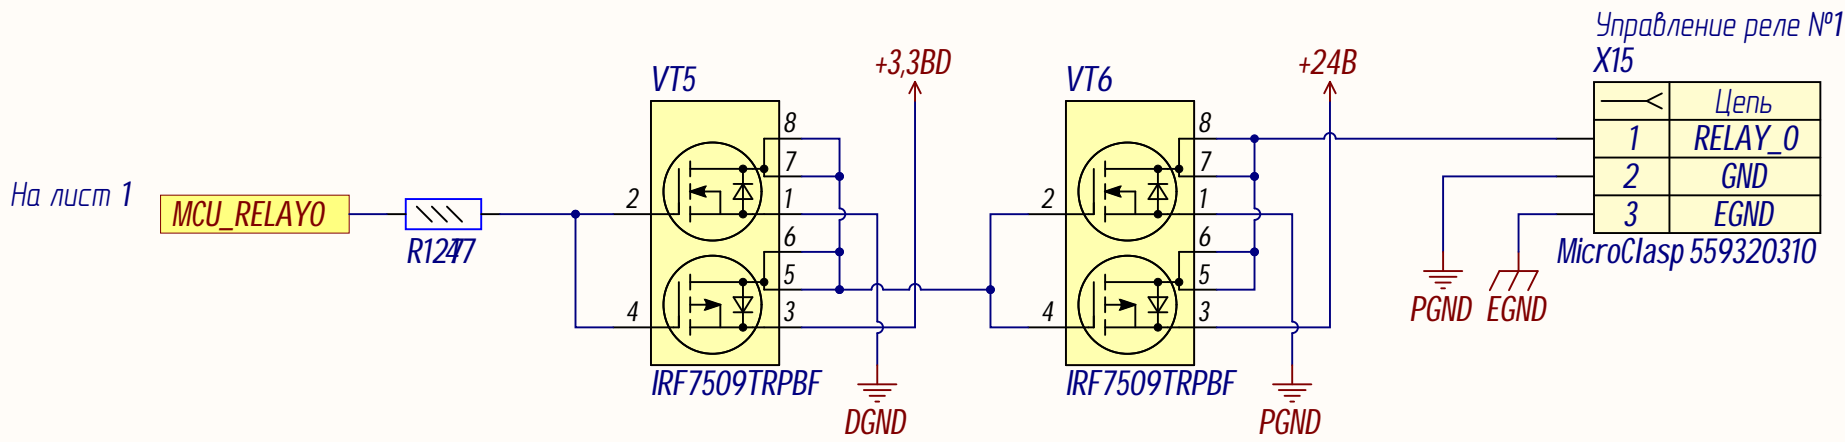 Управление реле №1
X15
Цепь
1 RELAY_0
2 GND
3 EGND
MicroClasp 559320310
PGND EGND
На лист 1
MCU_RELAY0
VT5
+3,3BD
8
7
2 1
6
5
4 3
IRF7509TRPBF
DGND
VT6
+24В
8
7
2 1
6
5
4 3
IRF7509TRPBF
PGND